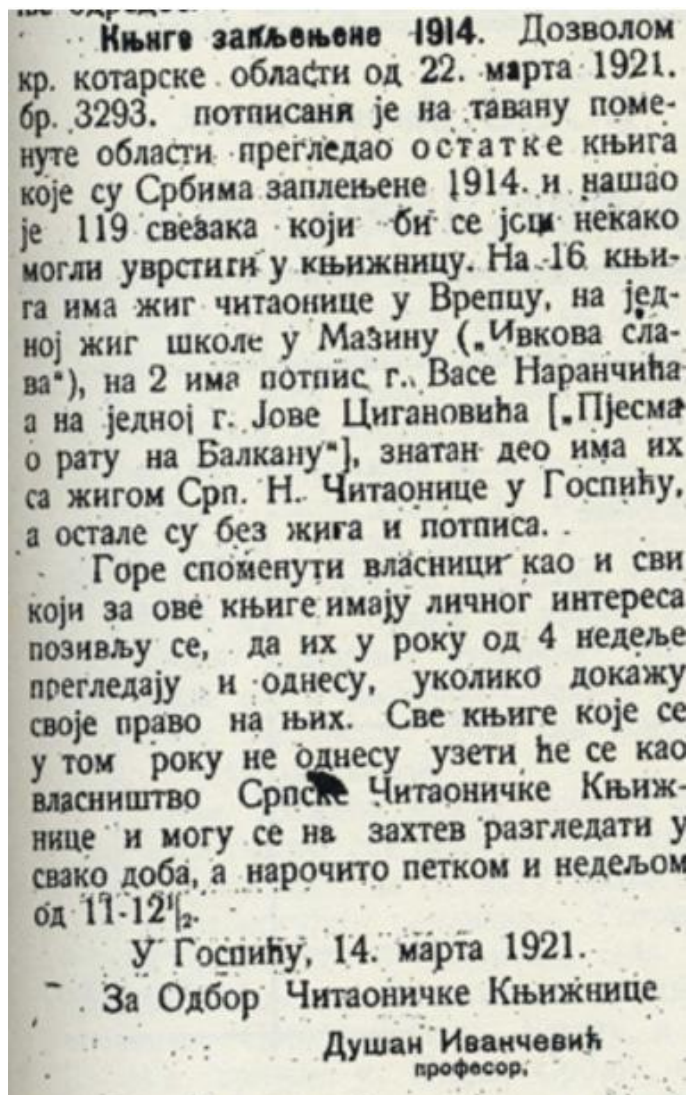 Књнге запљењене 1914. Дозволом
кр. котарске области од 22. марта 1921.
бр. 3293. потписани је на тавану поме-
нуте области прегледао остатке књига
које су Србима заплењене 1914. и нашао
је 119 свезака који би се још некако
могли уврстити у књижницу. На 16 књи-
га има жиг читаонице у Врепцу, на јед-
ној жиг школе у Мазину („Ивкова сла-
ва“), на 2 има потпис г. Васе Наранчића
а на једној г. Јове Цигановића [„Пјесма
о рату на Балкану“], знатан део има их
са жигом Срп. Н. Читаонице у Госпићу,
а остале су без жига и потписа.
Горе споменути власници као и сви
који за ове књиге имају личног интереса
позивљу се, да их у року од 4 недеље
прегледају и однесу, уколико докажу
своје право на њих. Све књиге које се
у том року не однесу узети ће се као
власништво Српске Читаоничке Књиж-
нице и могу се на захтев разгледати у
свако доба, а нарочито петком и недељом
од 11-12½.
У Госпићу, 14. марта 1921.
За Одбор Читаоничке Књижнице
Душан Иванчевић
професор.